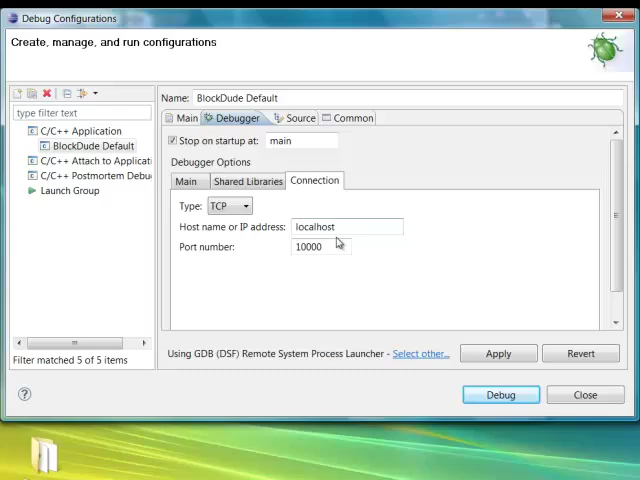 Debug Configurations
Create, manage, and run configurations
type filter text
C/C++ Application
BlockDude Default
C/C++ Attach to Applicati
C/C++ Postmortem Debu
Launch Group
Filter matched 5 of 5 items
Name: BlockDude Default
Main Debugger Source Common
Stop on startup at: main
Debugger Options
Main Shared Libraries Connection
Type: TCP
Host name or IP address: localhost
Port number: 10000
Using GDB (DSF) Remote System Process Launcher - Select other... Apply Revert
Debug Close